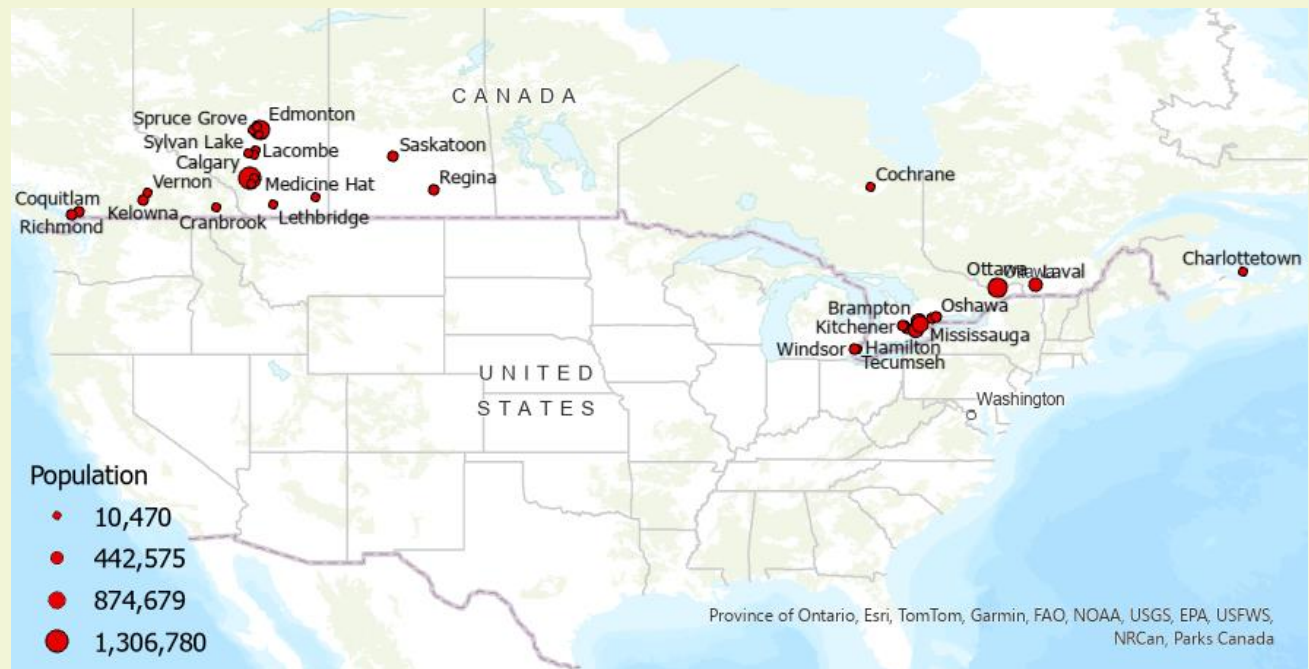 CANADA
Spruce Grove
Edmonton
Sylvan Lake
Lacombe
Calgary
Saskatoon
Vernon
Medicine Hat
Regina
Cochrane
Coquitlam
Kelowna
Richmond
Cranbrook
Lethbridge
Charlottetown
Ottawa
Ottawa
Laval
Brampton
Oshawa
Kitchener
Mississauga
Windsor
Hamilton
Tecumseh
UNITED
STATES
Washington
Population
10,470
442,575
874,679
1,306,780
Province of Ontario, Esri, TomTom, Garmin, FAO, NOAA, USGS, EPA, USFWS,
NRCan, Parks Canada